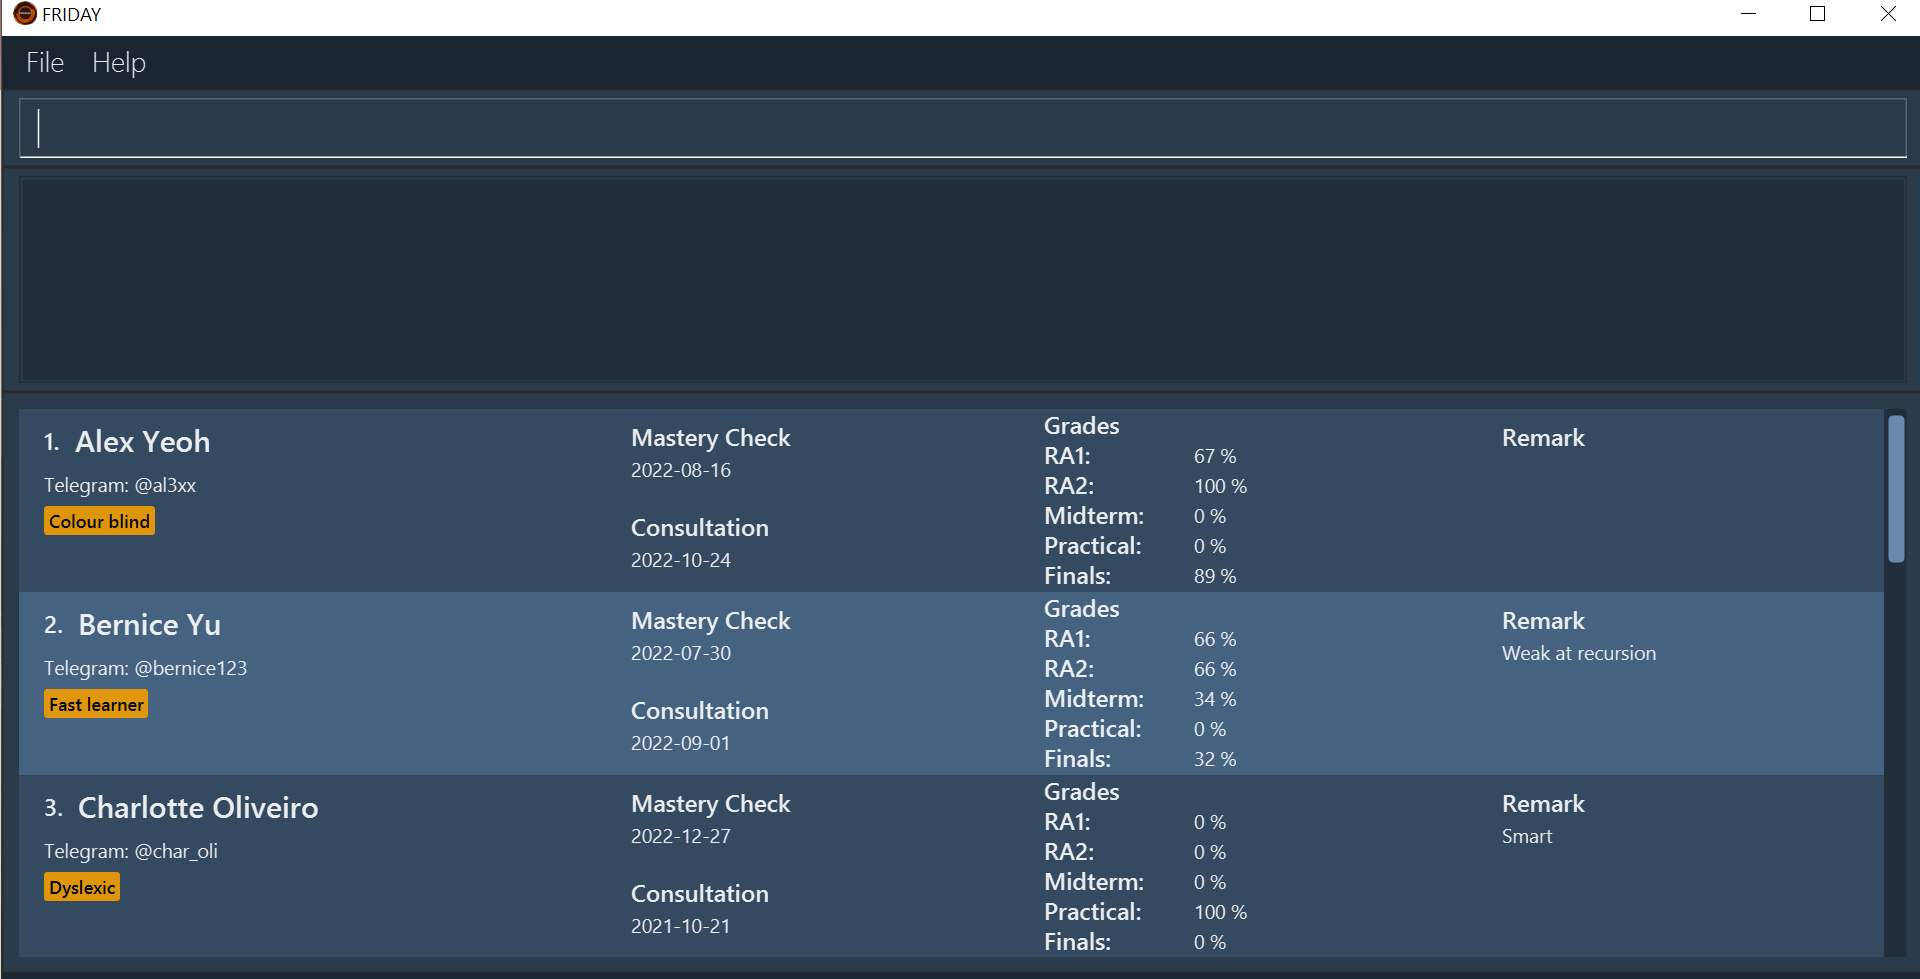 FRIDAY
File Help
1. Alex Yeoh
Telegram: @al3xx
Colour blind
Mastery Check
2022-08-16
Consultation
2022-10-24
Grades
RA1: 67 %
RA2: 100 %
Midterm: 0 %
Practical: 0 %
Finals: 89 %
Remark
2. Bernice Yu
Telegram: @bernice123
Fast learner
Mastery Check
2022-07-30
Consultation
2022-09-01
Grades
RA1: 66 %
RA2: 66 %
Midterm: 34 %
Practical: 0 %
Finals: 32 %
Remark
Weak at recursion
3. Charlotte Oliveiro
Telegram: @char_oli
Dyslexic
Mastery Check
2022-12-27
Consultation
2021-10-21
Grades
RA1: 0 %
RA2: 0 %
Midterm: 0 %
Practical: 100 %
Finals: 0 %
Remark
Smart